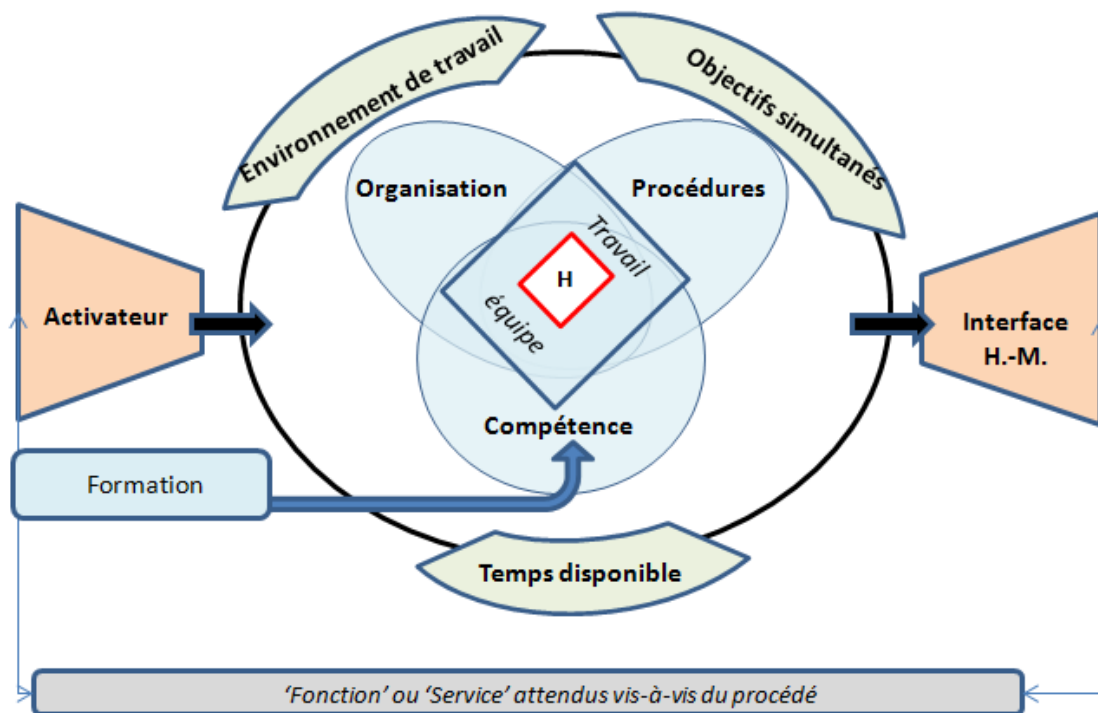 Environnement de travail
Objectifs simultanés
Organisation
Procédures
Travail
H
équipe
Activateur
Interface
H.-M.
Compétence
Formation
Temps disponible
‘Fonction’ ou ‘Service’ attendus vis-à-vis du procédé